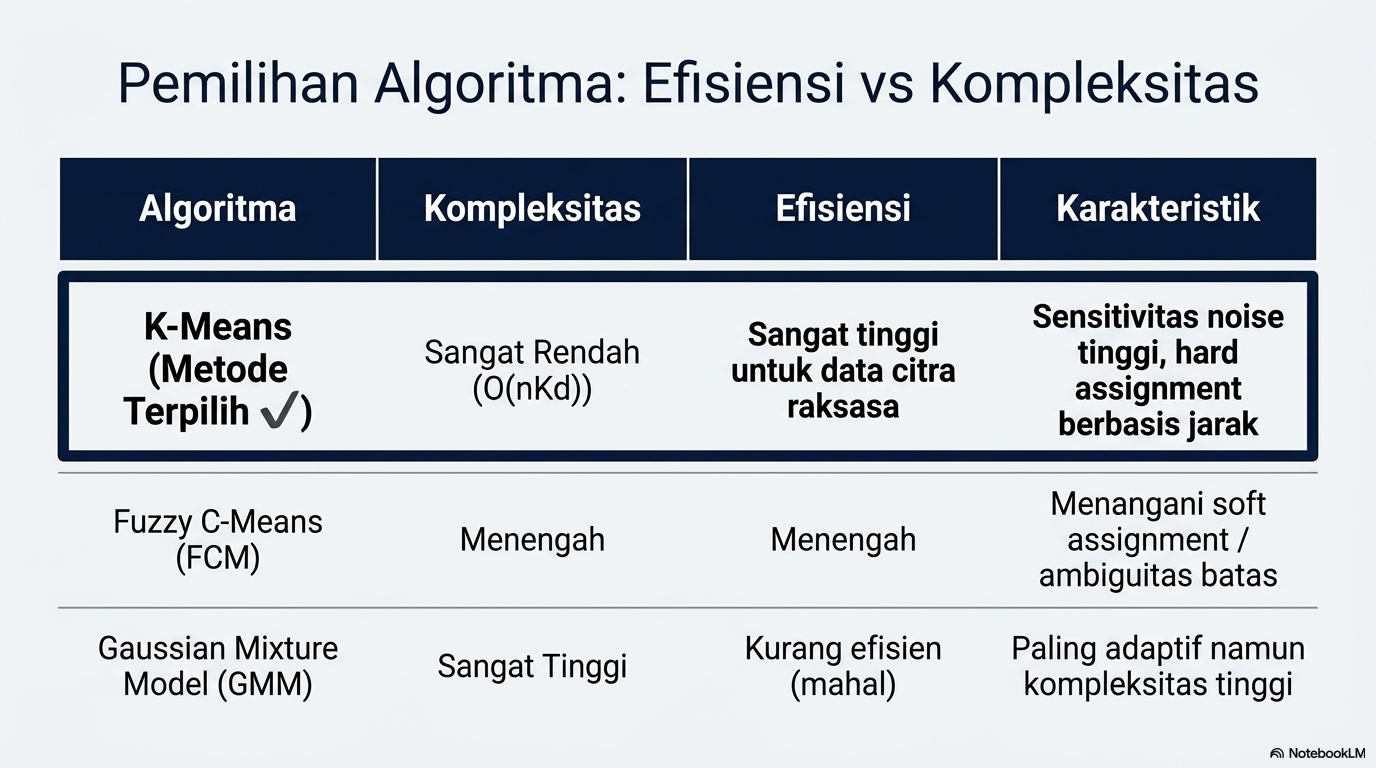 Pemilihan Algoritma: Efisiensi vs Kompleksitas
Algoritma
Kompleksitas
Efisiensi
Karakteristik
K-Means
(Metode
Terpilih ✓)
Sangat Rendah
(O(nKd))
Sangat tinggi
untuk data citra
raksasa
Sensitivitas noise
tinggi, hard
assignment
berbasis jarak
Fuzzy C-Means
(FCM)
Menengah
Menengah
Menangani soft
assignment /
ambiguitas batas
Gaussian Mixture
Model (GMM)
Sangat Tinggi
Kurang efisien
(mahal)
Paling adaptif namun
kompleksitas tinggi
NotebookLM